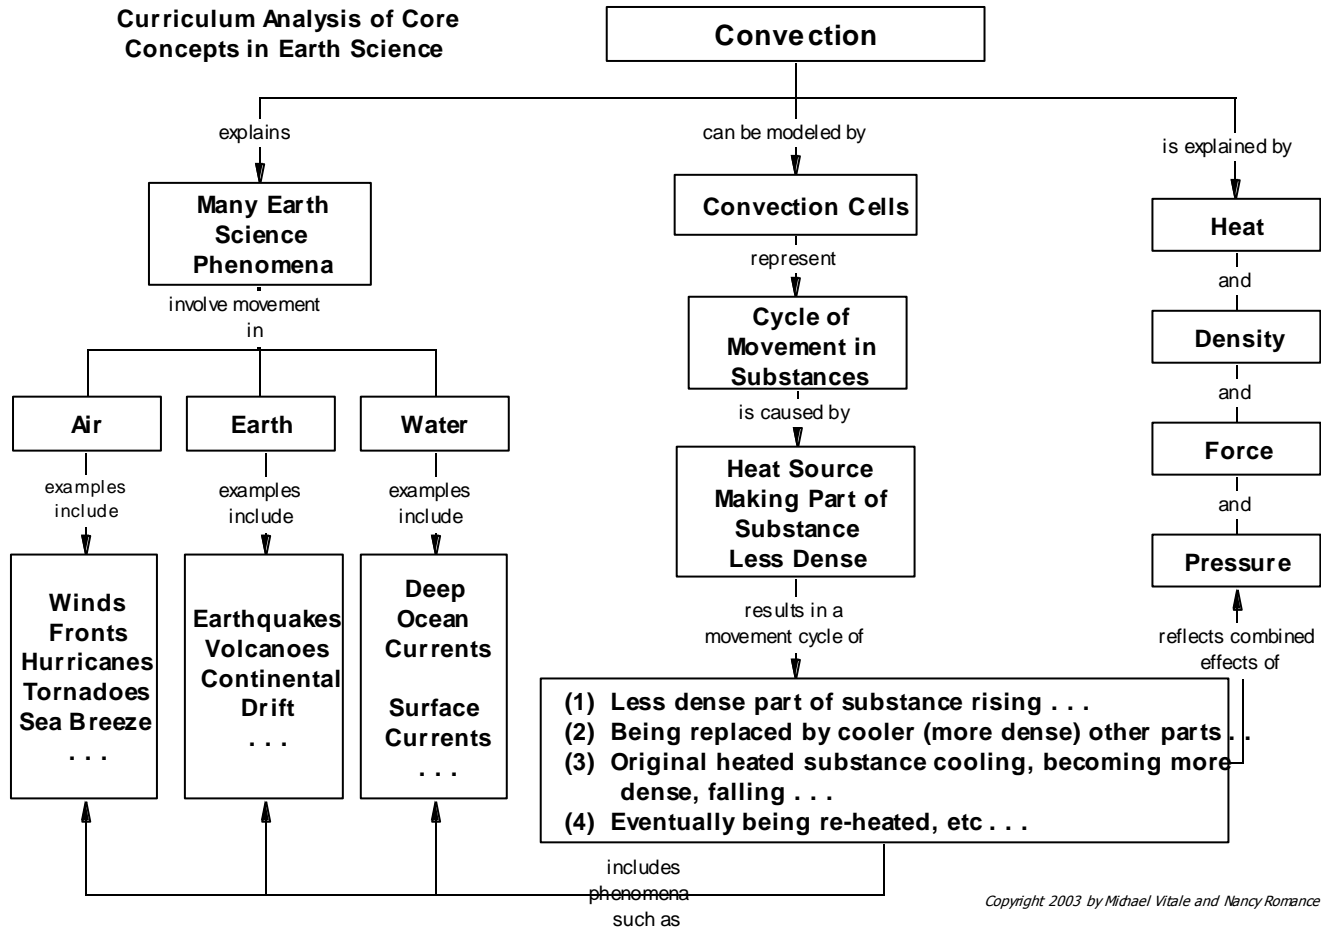 Curriculum Analysis of Core
Concepts in Earth Science
Convection
explains
can be modeled by
is explained by
Many Earth
Science
Phenomena
Convection Cells
Heat
involve movement
in
represent
and
Cycle of
Movement in
Substances
Density
and
Air
Earth
Water
is caused by
Force
and
examples
include
examples
include
examples
include
Heat Source
Making Part of
Substance
Less Dense
Pressure
Winds
Fronts
Hurricanes
Tornadoes
Sea Breeze
. . .
Earthquakes
Volcanoes
Continental
Drift
. . .
Deep
Ocean
Currents
Surface
Currents
. . .
results in a
movement cycle of
reflects combined
effects of
(1) Less dense part of substance rising . . .
(2) Being replaced by cooler (more dense) other parts . .
(3) Original heated substance cooling, becoming more
dense, falling . . .
(4) Eventually being re-heated, etc . . .
includes
phenomena
such as
Copyright 2003 by Michael Vitale and Nancy Romance